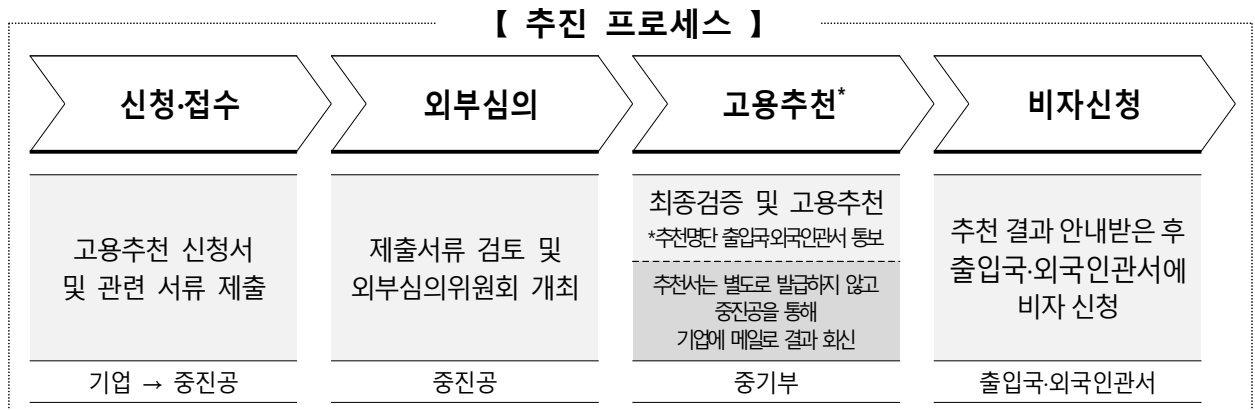 【 추진 프로세스 】
신청·접수
외부심의
고용추천*
비자신청
고용추천 신청서
및 관련 서류 제출
제출서류 검토 및
외부심의위원회 개최
최종검증 및 고용추천
*추천명단 출입국·외국인관서 통보
추천서는 별도로 발급하지 않고
중진공을 통해
기업에 메일로 결과 회신
추천 결과 안내받은 후
출입국·외국인관서에
비자 신청
기업 → 중진공
중진공
중기부
출입국·외국인관서